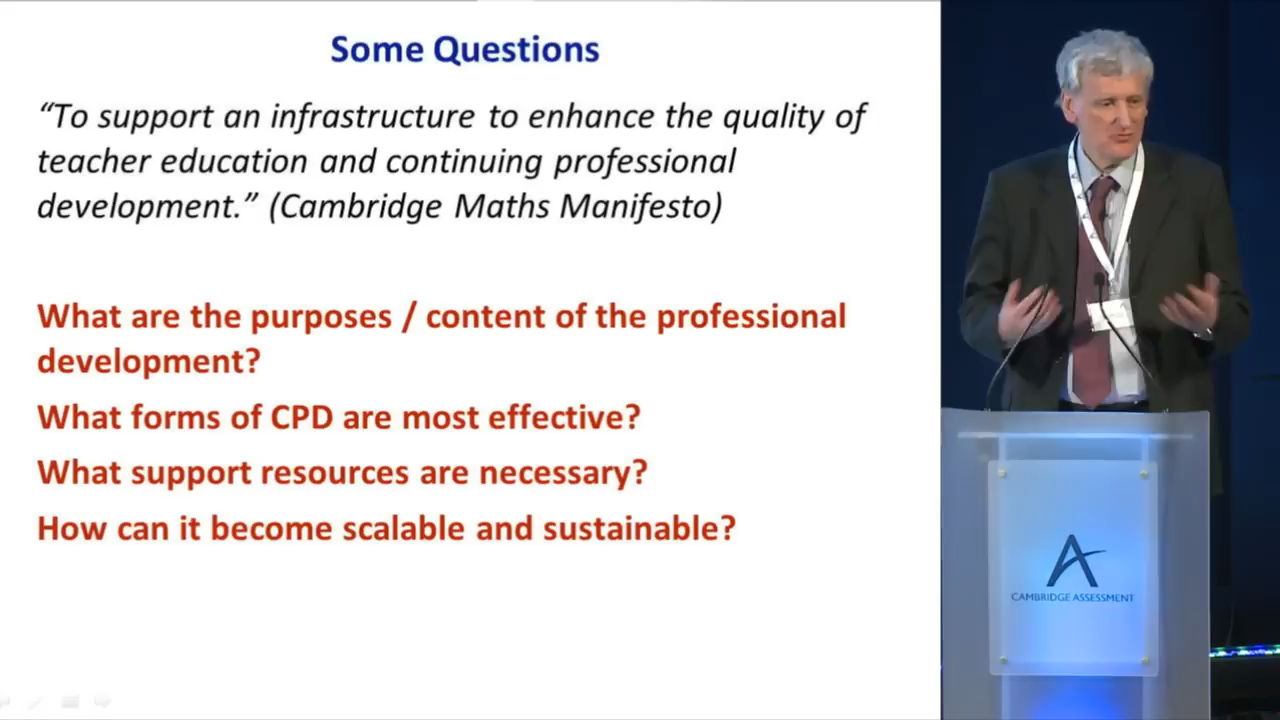 Some Questions
“To support an infrastructure to enhance the quality of
teacher education and continuing professional
development.” (Cambridge Maths Manifesto)
What are the purposes / content of the professional
development?
What forms of CPD are most effective?
What support resources are necessary?
How can it become scalable and sustainable?
CAMBRIDGE ASSESSMENT